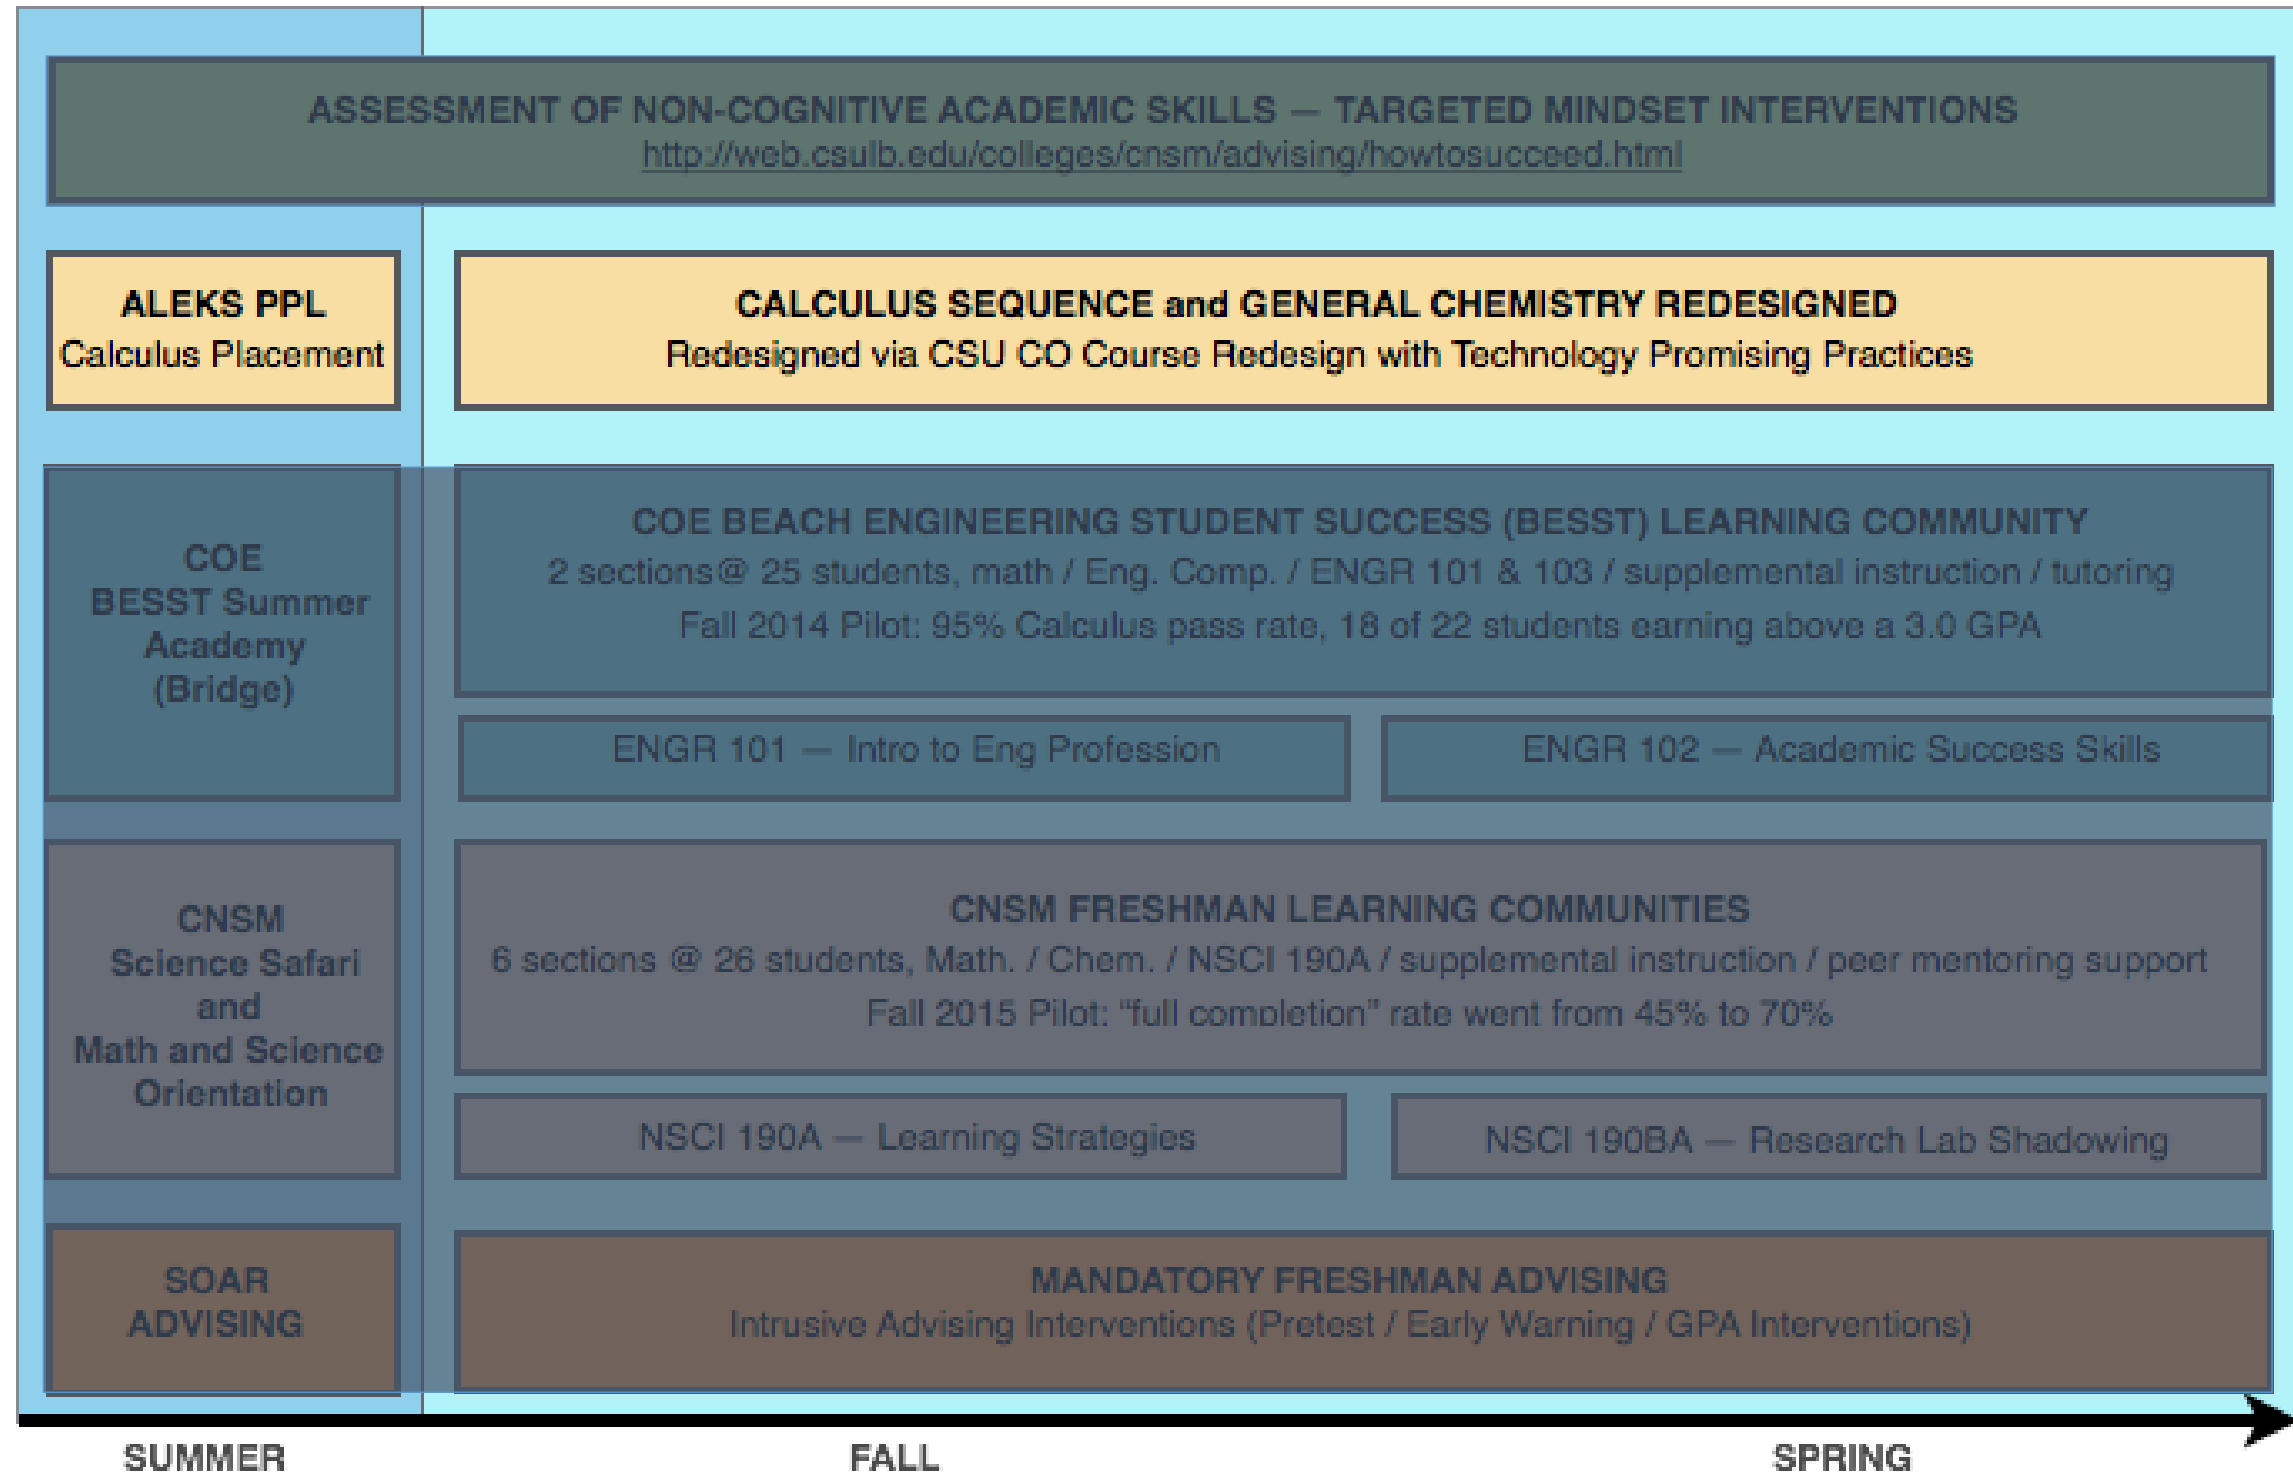 ASSESSMENT OF NON-COGNITIVE ACADEMIC SKILLS — TARGETED MINDSET INTERVENTIONS
http://web.csulb.edu/colleges/cnsm/advising/howtosucceed.html
ALEKS PPL
Calculus Placement
CALCULUS SEQUENCE and GENERAL CHEMISTRY REDESIGNED
Redesigned via CSU CO Course Redesign with Technology Promising Practices
COE
BESST Summer
Academy
(Bridge)
COE BEACH ENGINEERING STUDENT SUCCESS (BESST) LEARNING COMMUNITY
2 sections@ 25 students, math / Eng. Comp. / ENGR 101 & 103 / supplemental instruction / tutoring
Fall 2014 Pilot: 95% Calculus pass rate, 18 of 22 students earning above a 3.0 GPA
ENGR 101 — Intro to Eng Profession
ENGR 102 — Academic Success Skills
CNSM
Science Safari
and
Math and Science
Orientation
CNSM FRESHMAN LEARNING COMMUNITIES
6 sections @ 26 students, Math. / Chem. / NSCI 190A / supplemental instruction / peer mentoring support
Fall 2015 Pilot: “full completion” rate went from 45% to 70%
NSCI 190A — Learning Strategies
NSCI 190BA — Research Lab Shadowing
SOAR
ADVISING
MANDATORY FRESHMAN ADVISING
Intrusive Advising Interventions (Pretest / Early Warning / GPA Interventions)
SUMMER
FALL
SPRING